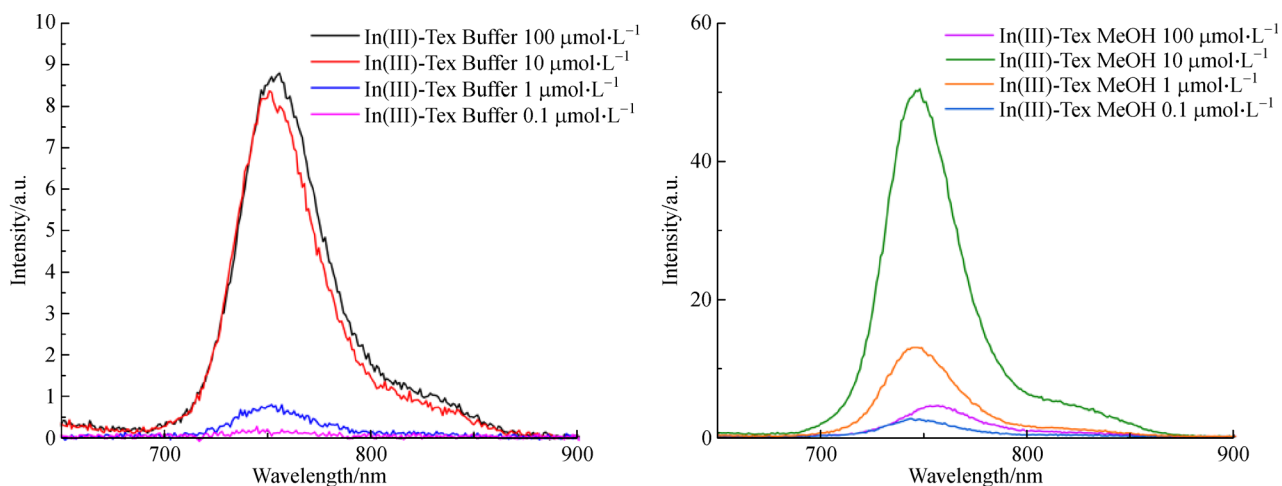 10
9
8
7
6
5
4
3
2
1
0
Intensity/a.u.
700
800
900
Wavelength/nm
In(III)-Tex Buffer 100 μmol·L⁻¹
In(III)-Tex Buffer 10 μmol·L⁻¹
In(III)-Tex Buffer 1 μmol·L⁻¹
In(III)-Tex Buffer 0.1 μmol·L⁻¹
60
40
20
0
Intensity/a.u.
700
800
900
Wavelength/nm
In(III)-Tex MeOH 100 μmol·L⁻¹
In(III)-Tex MeOH 10 μmol·L⁻¹
In(III)-Tex MeOH 1 μmol·L⁻¹
In(III)-Tex MeOH 0.1 μmol·L⁻¹